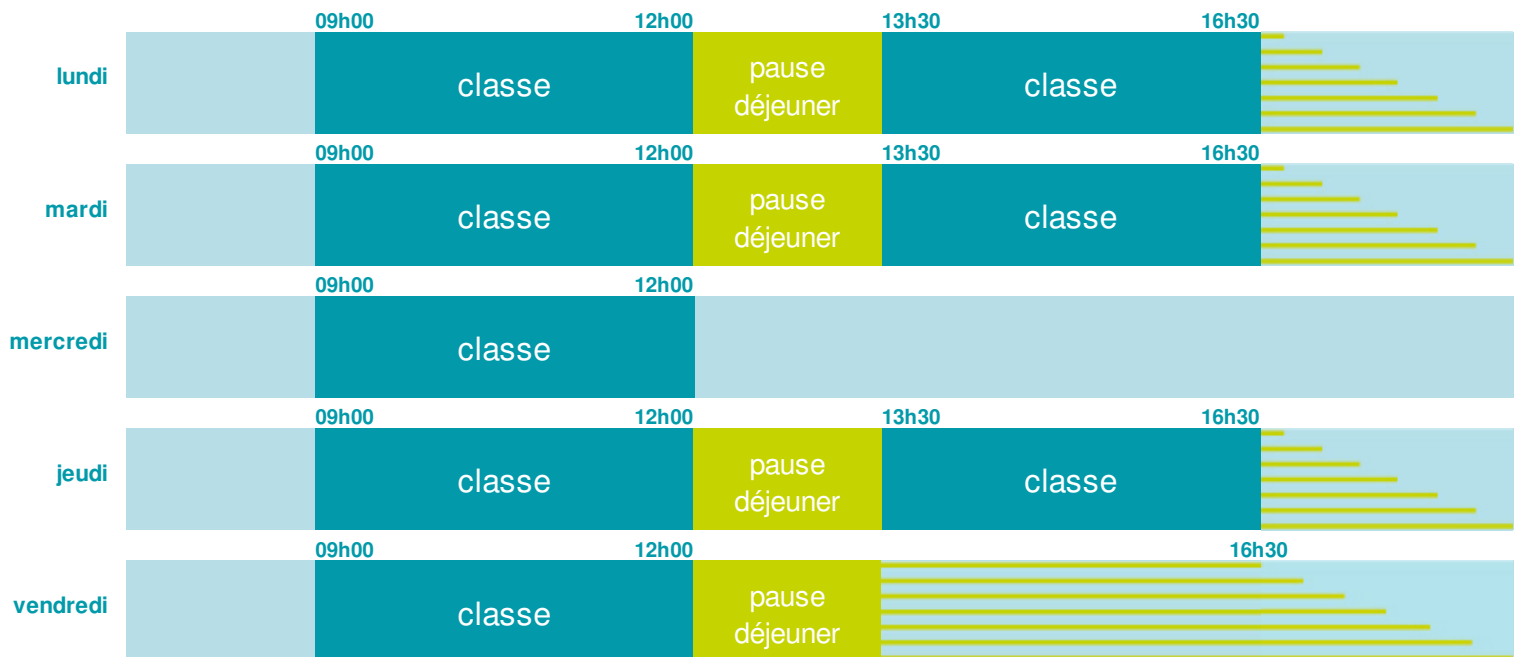 09h00 12h00 13h30 16h30
lundi classe pause déjeuner classe
09h00 12h00 13h30 16h30
mardi classe pause déjeuner classe
09h00 12h00
mercredi classe
09h00 12h00 13h30 16h30
jeudi classe pause déjeuner classe
09h00 12h00 16h30
vendredi classe pause déjeuner